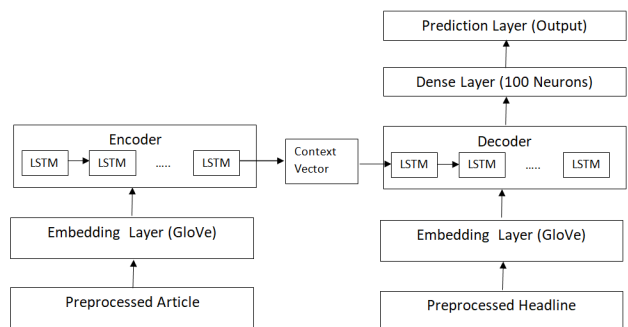 Prediction Layer (Output)
Dense Layer (100 Neurons)
Encoder
LSTM LSTM ..... LSTM
Context
Vector
Decoder
LSTM LSTM ..... LSTM
Embedding Layer (GloVe)
Embedding Layer (GloVe)
Preprocessed Article
Preprocessed Headline